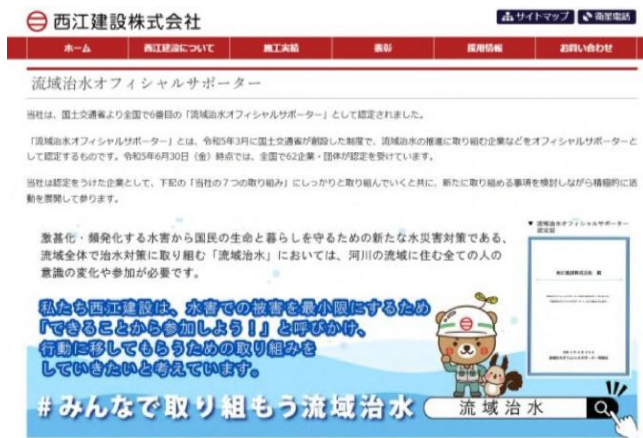 西江建設株式会社
サイトマップ
衛星電話
ホーム
西江建設について
施工実績
表彰
採用情報
お問い合わせ
流域治水オフィシャルサポーター
当社は、国土交通省より全国で6番目の「流域治水オフィシャルサポーター」として認定されました。
「流域治水オフィシャルサポーター」とは、令和5年3月に国土交通省が創設した制度で、流域治水の推進に取り組む企業などをオフィシャルサポーターと
して認定するものです。令和5年6月30日（金）時点では、全国で62企業・団体が認定を受けています。
当社は認定をうけた企業として、下記の「当社の７つの取り組み」にしっかりと取り組んでいくと共に、新たに取り組める事項を検討しながら積極的に活
動を展開して参ります。
▼ 流域治水オフィシャルサポーター
認定証
激甚化・頻発化する水害から国民の生命と暮らしを守るための新たな水災害対策である、
流域全体で治水対策に取り組む「流域治水」においては、河川の流域に住む全ての人の
意識の変化や参加が必要です。
西江建設株式会社 殿
私たち西江建設は、水害での被害を最小限にするため
「できることから参加しよう！」と呼びかけ、
行動に移してもらうための取り組みを
していきたいと考えています。
#みんなで取り組もう流域治水
流域治水